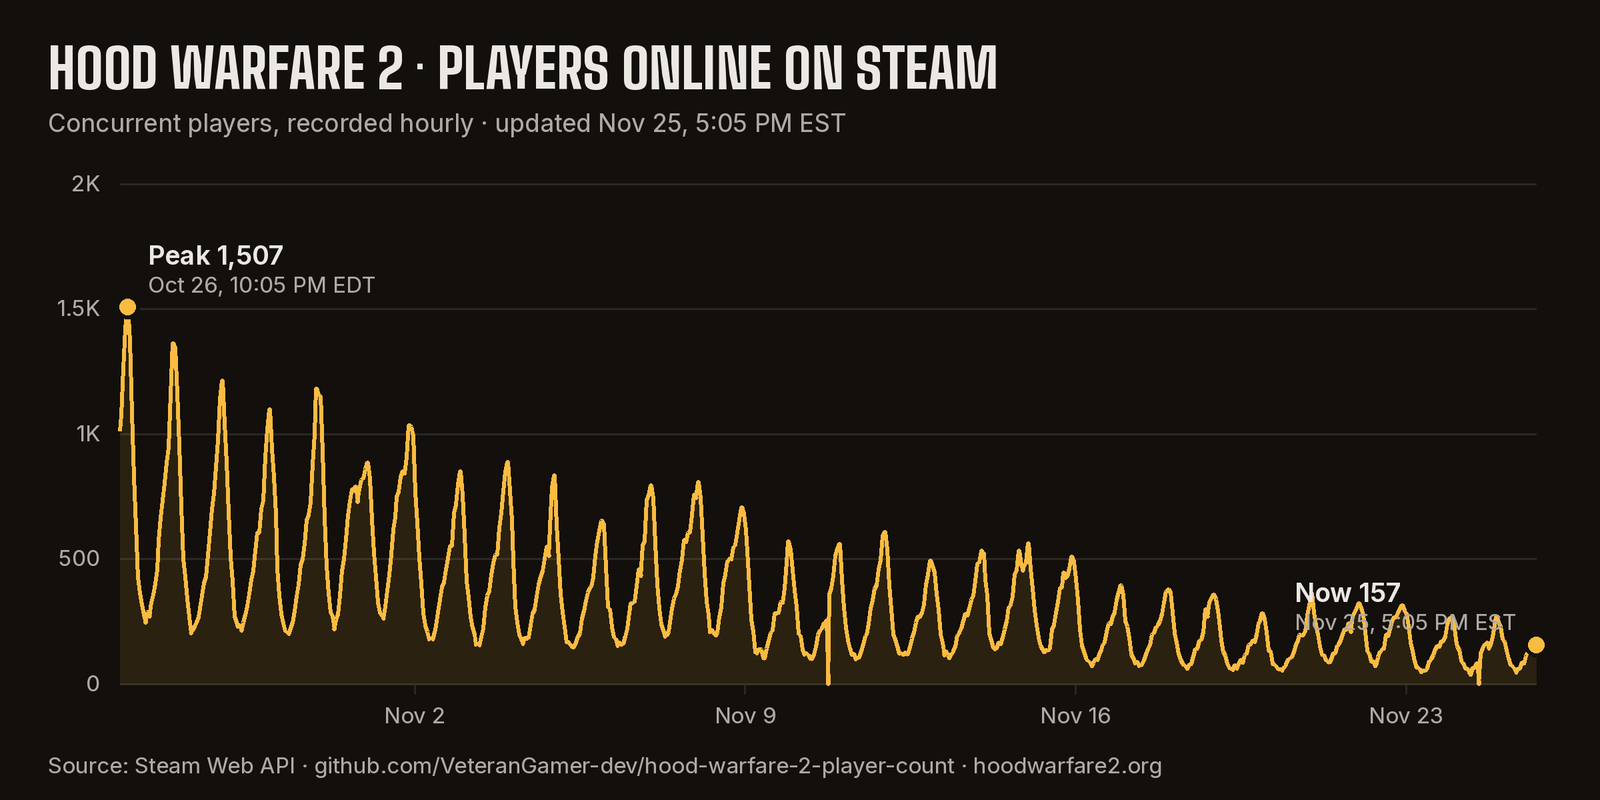 HOOD WARFARE 2 · PLAYERS ONLINE ON STEAM
Concurrent players, recorded hourly · updated Nov 25, 5:05 PM EST
2K
Peak 1,507
Oct 26, 10:05 PM EDT
1.5K
1K
500
Now 157
Nov 25, 5:05 PM EST
0
Nov 2 Nov 9 Nov 16 Nov 23
Source: Steam Web API · github.com/VeteranGamer-dev/hood-warfare-2-player-count · hoodwarfare2.org